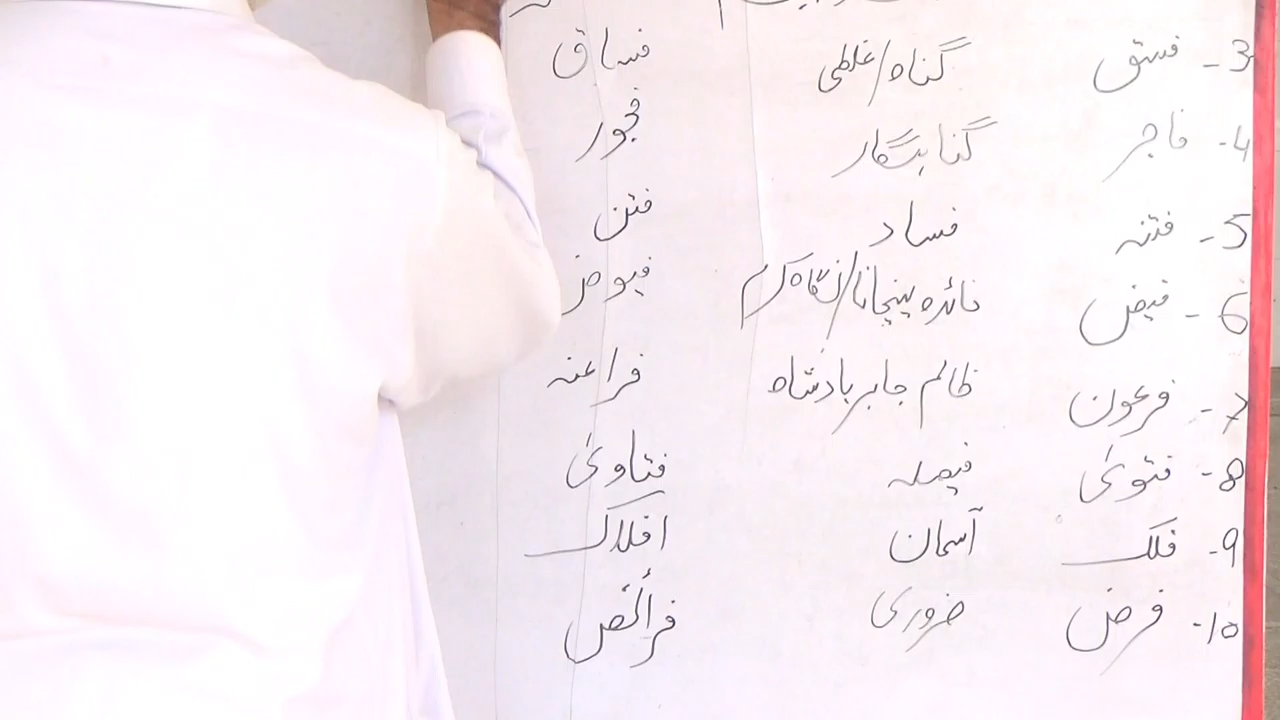 3- فسق گناہ/غلطی فساق
4- فاجر گناہگار فجور
5- فتنہ فساد فتن
6- فیض فائدہ پہنچانا/نگاہ کرم فیوض
7- فرعون ظالم جابر بادشاہ فراعنہ
8- فتویٰ فیصلہ فتاویٰ
9- فلک آسمان افلاک
10- فرض ضروری فرائض